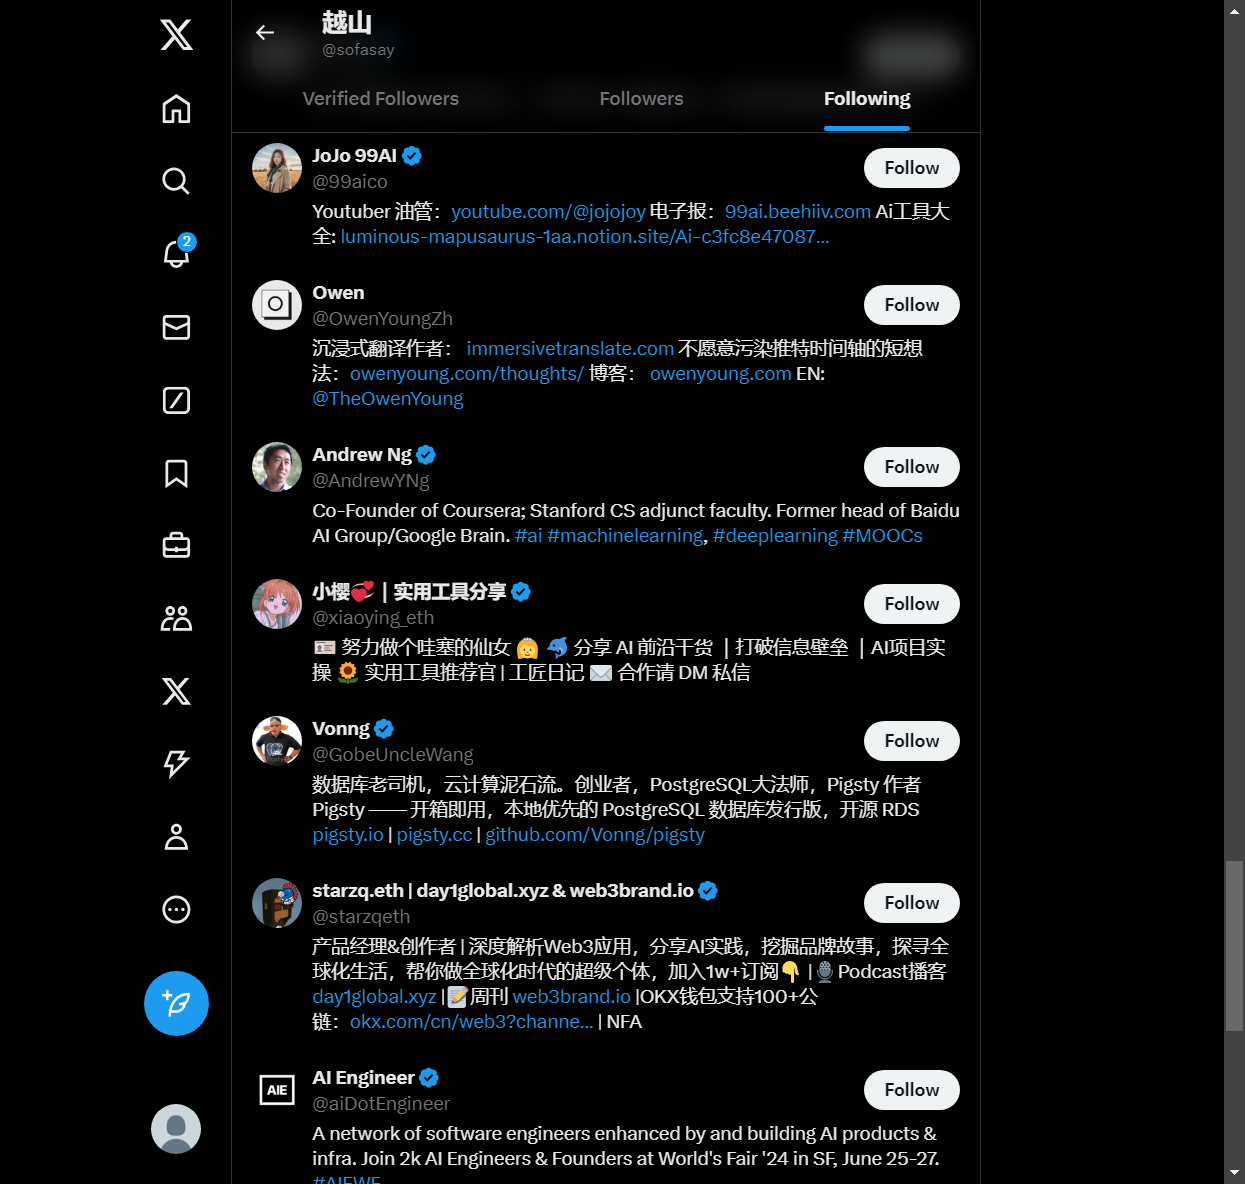 越山
@sofasay
Verified Followers
Followers
Following
2
JoJo 99AI
@99aico
Follow
Youtuber 油管：youtube.com/@jojojoy 电子报：99ai.beehiiv.com Ai工具大
全: luminous-mapusaurus-1aa.notion.site/Ai-c3fc8e47087…
Owen
@OwenYoungZh
Follow
沉浸式翻译作者： immersivetranslate.com 不愿意污染推特时间轴的短想
法：owenyoung.com/thoughts/ 博客： owenyoung.com EN:
@TheOwenYoung
Andrew Ng
@AndrewYNg
Follow
Co-Founder of Coursera; Stanford CS adjunct faculty. Former head of Baidu
AI Group/Google Brain. #ai #machinelearning, #deeplearning #MOOCs
小樱💞｜实用工具分享
@xiaoying_eth
Follow
🪪 努力做个哇塞的仙女 👸 🐬 分享 AI 前沿干货 ｜打破信息壁垒 ｜AI项目实
操 🌻 实用工具推荐官 | 工匠日记 ✉️ 合作请 DM 私信
Vonng
@GobeUncleWang
Follow
数据库老司机，云计算泥石流。创业者，PostgreSQL大法师，Pigsty 作者
Pigsty —— 开箱即用，本地优先的 PostgreSQL 数据库发行版，开源 RDS
pigsty.io | pigsty.cc | github.com/Vonng/pigsty
starzq.eth | day1global.xyz & web3brand.io
@starzqeth
Follow
产品经理&创作者 | 深度解析Web3应用，分享AI实践，挖掘品牌故事，探寻全
球化生活，帮你做全球化时代的超级个体，加入1w+订阅👇 |🎙️Podcast播客
day1global.xyz |📝周刊 web3brand.io |OKX钱包支持100+公
链：okx.com/cn/web3?channe… | NFA
AIE
AI Engineer
@aiDotEngineer
Follow
A network of software engineers enhanced by and building AI products &
infra. Join 2k AI Engineers & Founders at World's Fair '24 in SF, June 25-27.
#AIEWF